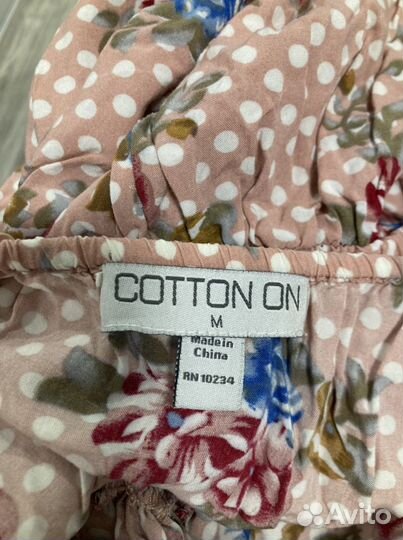 COTTON ON
M
Made in
China
RN 10234
Avito